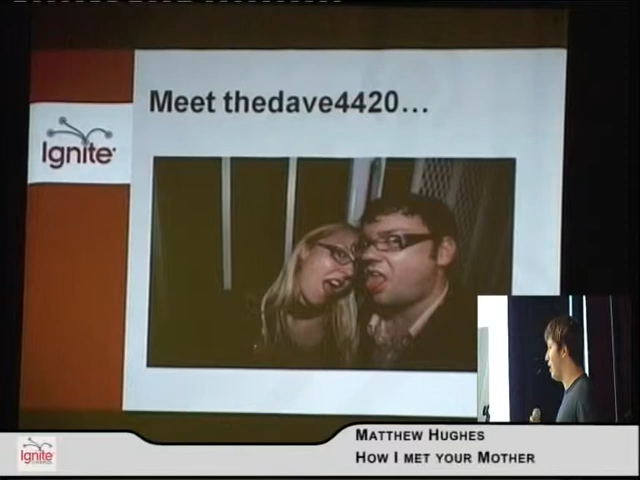 Meet thedave4420...
Ignite
Ignite
MATTHEW HUGHES
HOW I MET YOUR MOTHER